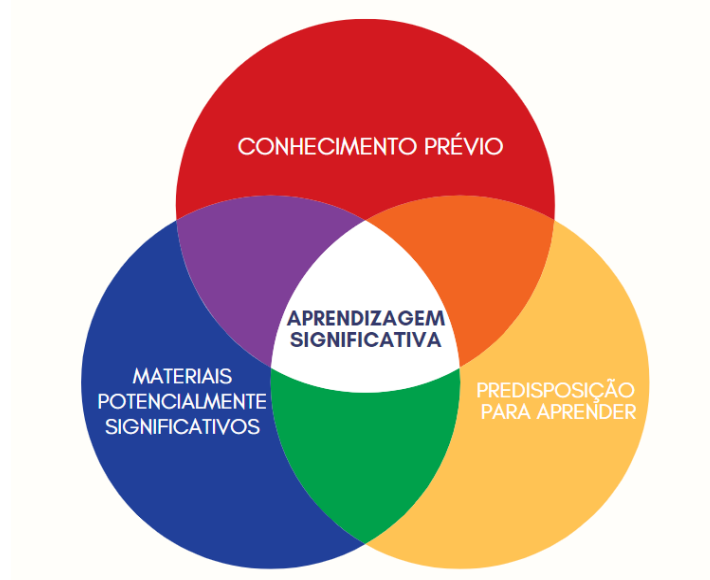 CONHECIMENTO PRÉVIO
APRENDIZAGEM
SIGNIFICATIVA
MATERIAIS
POTENCIALMENTE
SIGNIFICATIVOS
PREDISPOSIÇÃO
PARA APRENDER